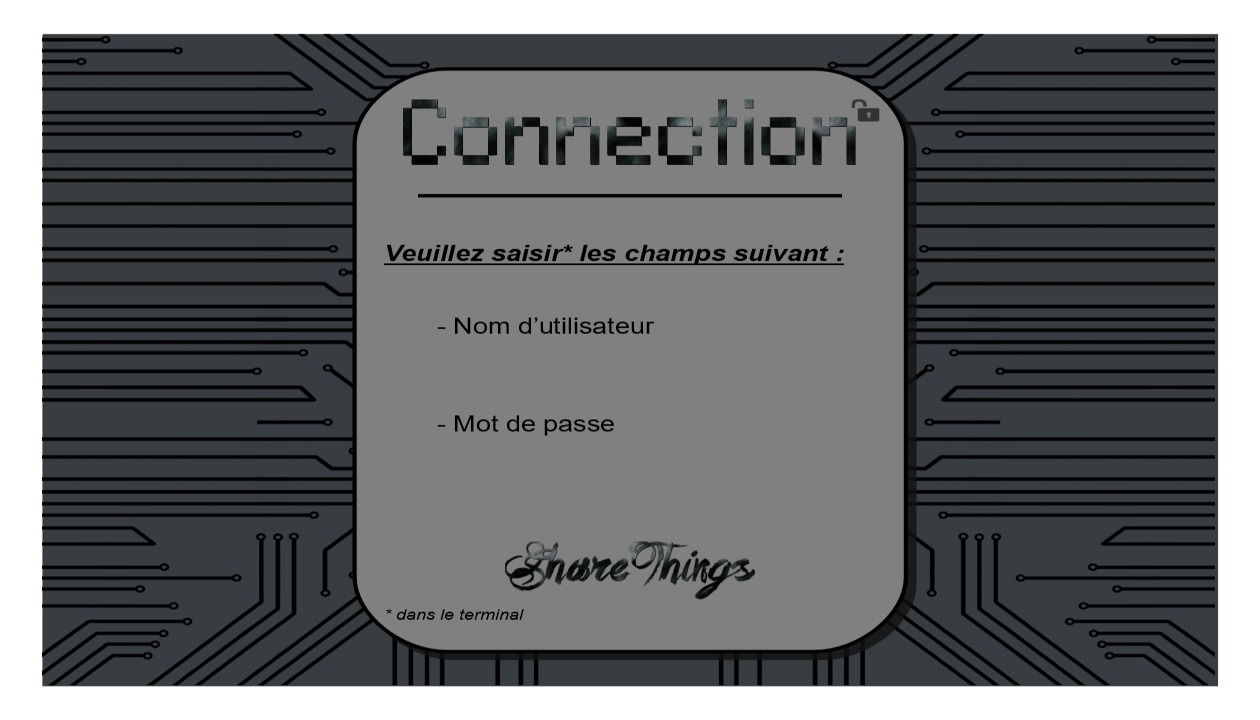 Connection
Veuillez saisir* les champs suivant :
- Nom d’utilisateur
- Mot de passe
ShareThings
* dans le terminal